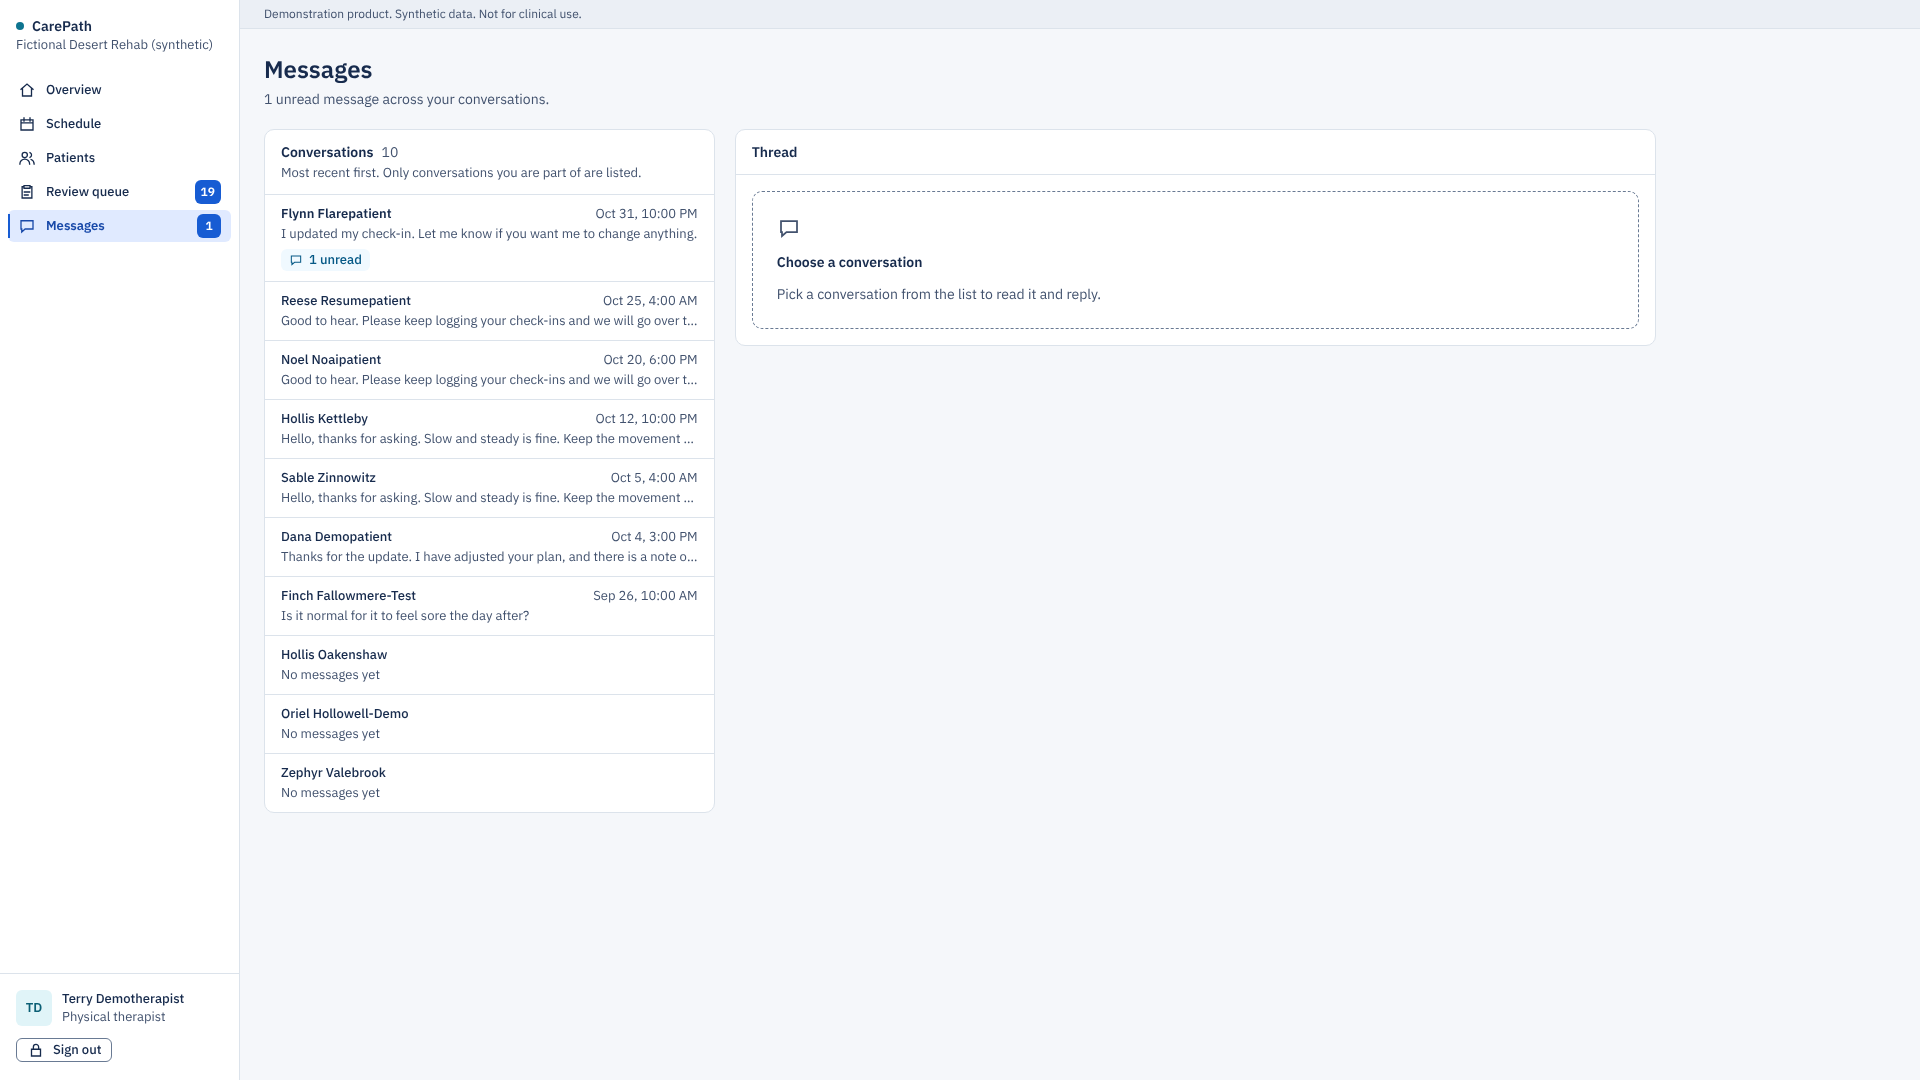 CarePath
Fictional Desert Rehab (synthetic)
Overview
Schedule
Patients
Review queue 19
Messages 1
Terry Demotherapist
TD
Physical therapist
Sign out
Demonstration product. Synthetic data. Not for clinical use.
Messages
1 unread message across your conversations.
Conversations 10
Most recent first. Only conversations you are part of are listed.
Flynn Flarepatient Oct 31, 10:00 PM
I updated my check-in. Let me know if you want me to change anything.
1 unread
Reese Resumepatient Oct 25, 4:00 AM
Good to hear. Please keep logging your check-ins and we will go over t...
Noel Noaipatient Oct 20, 6:00 PM
Good to hear. Please keep logging your check-ins and we will go over t...
Hollis Kettleby Oct 12, 10:00 PM
Hello, thanks for asking. Slow and steady is fine. Keep the movement ...
Sable Zinnowitz Oct 5, 4:00 AM
Hello, thanks for asking. Slow and steady is fine. Keep the movement ...
Dana Demopatient Oct 4, 3:00 PM
Thanks for the update. I have adjusted your plan, and there is a note o...
Finch Fallowmere-Test Sep 26, 10:00 AM
Is it normal for it to feel sore the day after?
Hollis Oakenshaw
No messages yet
Oriel Hollowell-Demo
No messages yet
Zephyr Valebrook
No messages yet
Thread
Choose a conversation
Pick a conversation from the list to read it and reply.